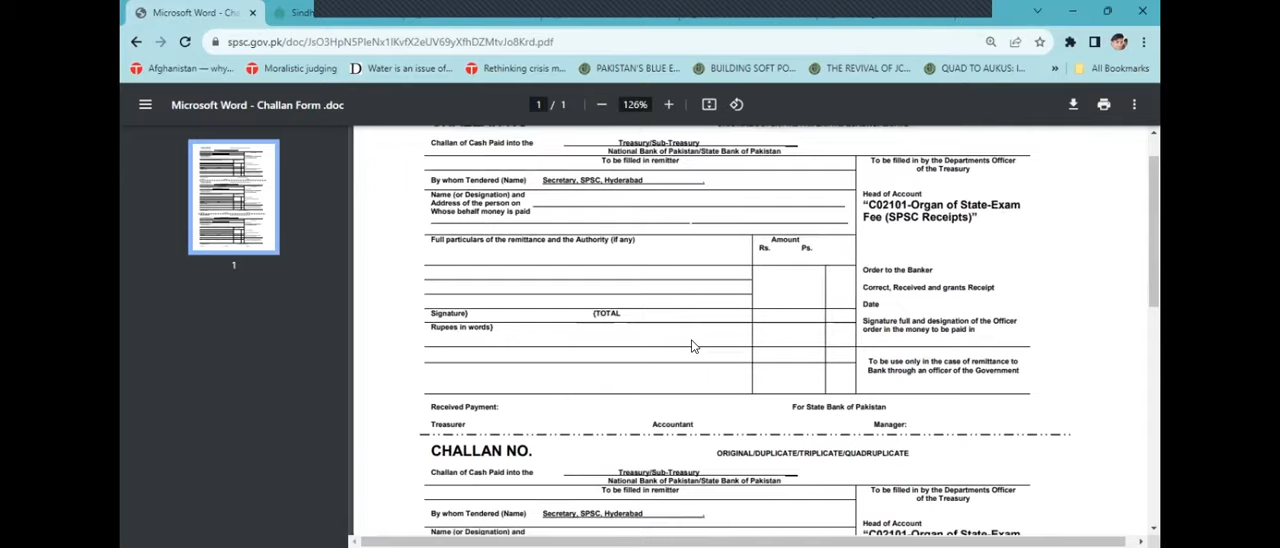 Microsoft Word - Cha
Sindh
spsc.gov.pk/doc/JsO3HpN5PIeNx1IKvfX2eUV69yXfhDZMtvJo8Krd.pdf
Afghanistan — why...
Moralistic judging
Water is an issue of...
Rethinking crisis m...
PAKISTAN'S BLUE E...
BUILDING SOFT PO...
THE REVIVAL OF JC...
QUAD TO AUKUS: I...
»
All Bookmarks
Microsoft Word - Challan Form .doc
1 / 1
126%
1
Challan of Cash Paid into the
Treasury/Sub-Treasury
National Bank of Pakistan/State Bank of Pakistan
To be filled in remitter
To be filled in by the Departments Officer
of the Treasury
By whom Tendered (Name)
Secretary, SPSC, Hyderabad .
Name (or Designation) and
Address of the person on
Whose behalf money is paid
Head of Account
“C02101-Organ of State-Exam
Fee (SPSC Receipts)”
Full particulars of the remittance and the Authority (if any)
Amount
Rs. Ps.
Order to the Banker
Correct, Received and grants Receipt
Date
Signature) (TOTAL
Signature full and designation of the Officer
order in the money to be paid in
Rupees in words)
To be use only in the case of remittance to
Bank through an officer of the Government
Received Payment:
For State Bank of Pakistan
Treasurer
Accountant
Manager:
CHALLAN NO.
ORIGINAL/DUPLICATE/TRIPLICATE/QUADRUPLICATE
Challan of Cash Paid into the
Treasury/Sub-Treasury
National Bank of Pakistan/State Bank of Pakistan
To be filled in remitter
To be filled in by the Departments Officer
of the Treasury
By whom Tendered (Name)
Secretary, SPSC, Hyderabad .
Name (or Designation) and
Head of Account
“C02101-Organ of State-Exam